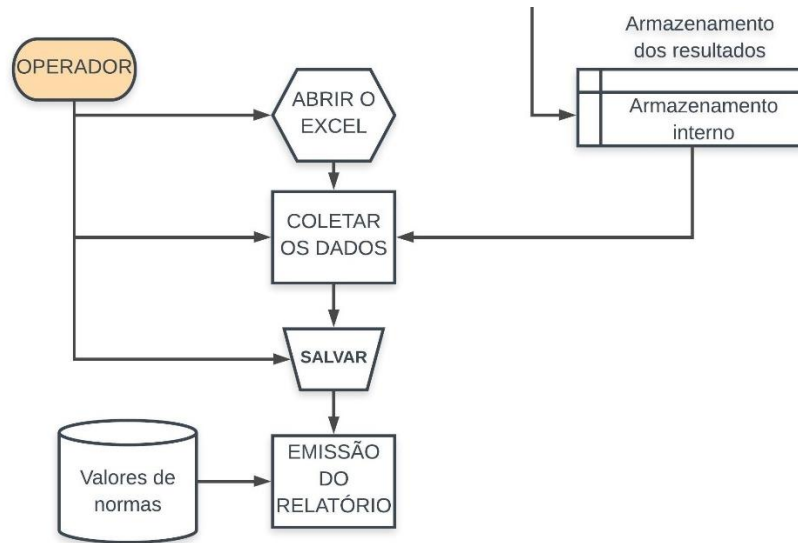 OPERADOR
ABRIR O
EXCEL
Armazenamento
dos resultados
Armazenamento
interno
COLETAR
OS DADOS
SALVAR
Valores de
normas
EMISSÃO
DO
RELATÓRIO